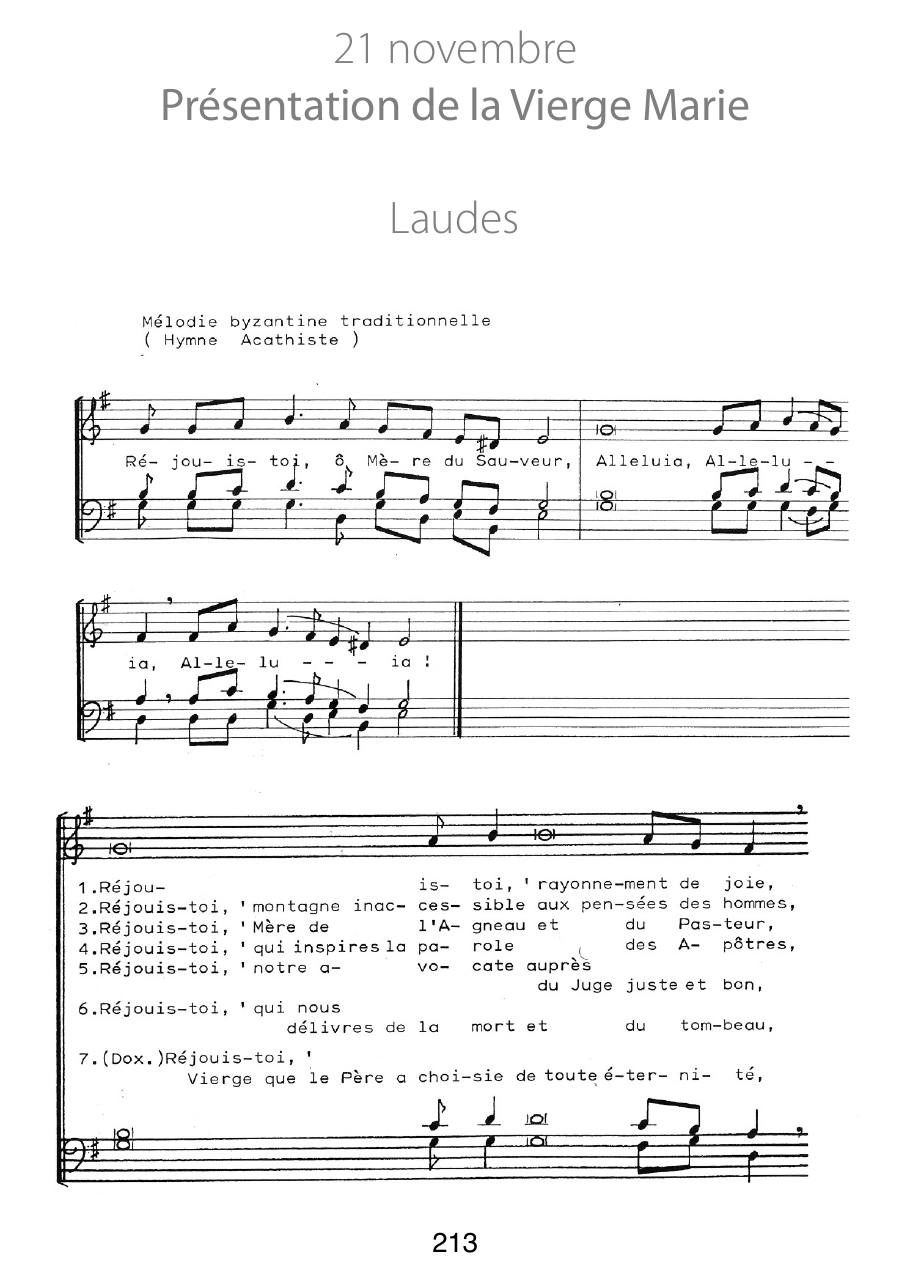 21 novembre
Présentation de la Vierge Marie
Laudes
Mélodie byzantine traditionnelle
( Hymne Acathiste )
Ré- jou- is- toi, ô Mè- re du Sau-veur, Alleluia, Al-le-lu - -
ia, Al-le- lu - - - ia !
1.Réjou- is- toi, ' rayonne-ment de joie,
2.Réjouis-toi, ' montagne inac- ces- sible aux pen-sées des hommes,
3.Réjouis-toi, ' Mère de l'A- gneau et du Pas-teur,
4.Réjouis-toi, ' qui inspires la pa- role des A- pôtres,
5.Réjouis-toi, ' notre a- vo- cate auprès
du Juge juste et bon,
6.Réjouis-toi, ' qui nous
délivres de la mort et du tom-beau,
7.(Dox.)Réjouis-toi, '
Vierge que le Père a choi-sie de toute é-ter- ni- té,
213